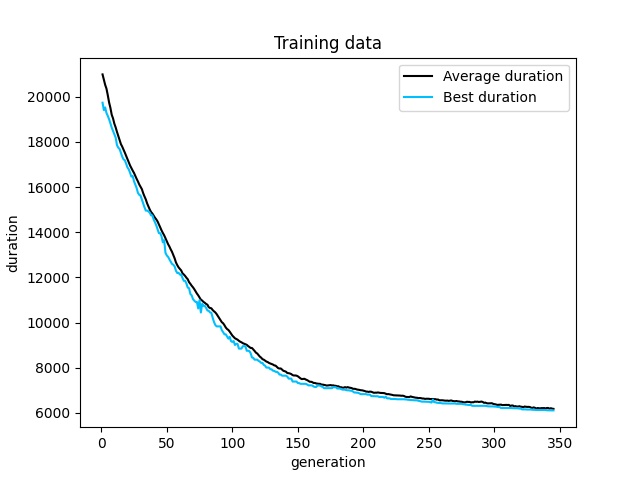 Training data
Average duration
Best duration
20000
18000
16000
14000
12000
10000
8000
6000
duration
0 50 100 150 200 250 300 350
generation